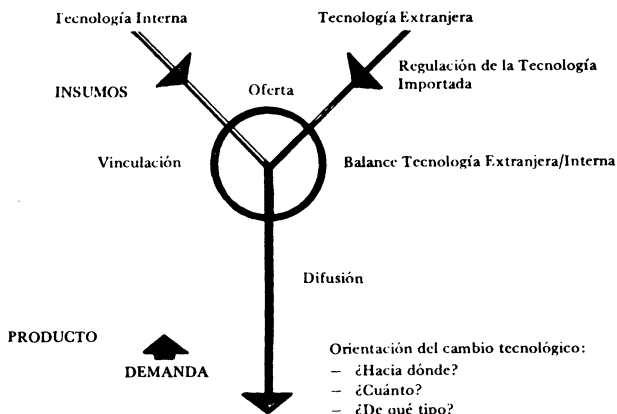 Tecnología Interna
Tecnología Extranjera
Regulación de la Tecnología
Importada
INSUMOS
Oferta
Vinculación
Balance Tecnología Extranjera/Interna
Difusión
PRODUCTO
DEMANDA
Orientación del cambio tecnológico:
– ¿Hacia dónde?
– ¿Cuánto?
– ¿De qué tipo?